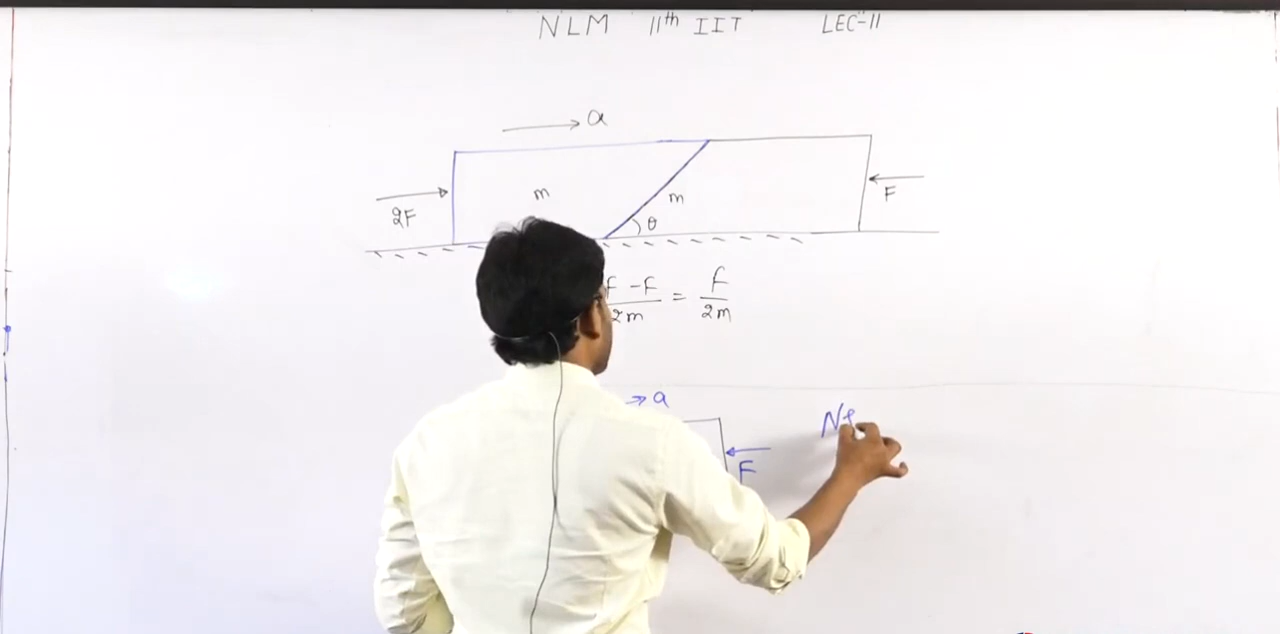 NLM 11th IIT LEC-11
→ a
2F
m
m
θ
F
F - F / 2m = F / 2m
→ a
F